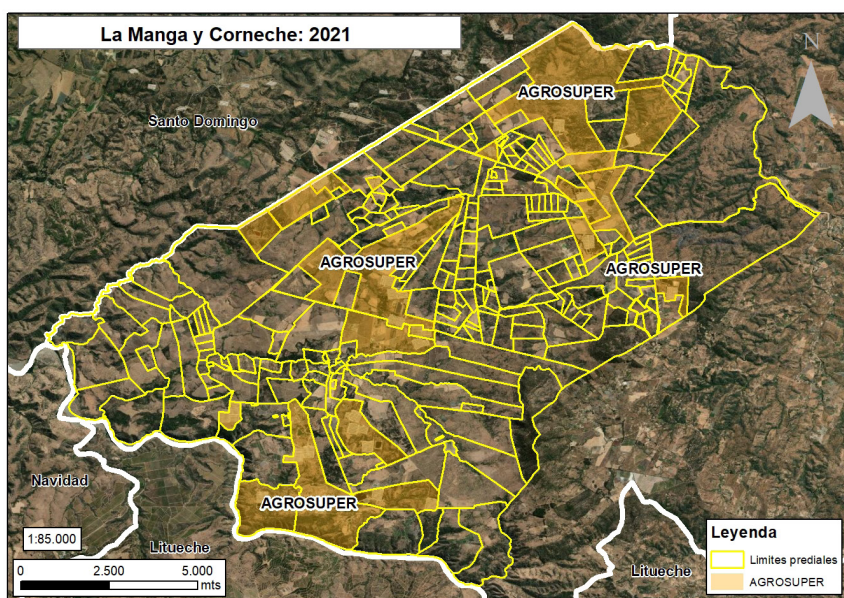 La Manga y Corneche: 2021
N
AGROSUPER
Santo Domingo
AGROSUPER
AGROSUPER
Navidad
AGROSUPER
1:85.000
Litueche
Litueche
0 2.500 5.000
mts
Leyenda
Limites prediales
AGROSUPER